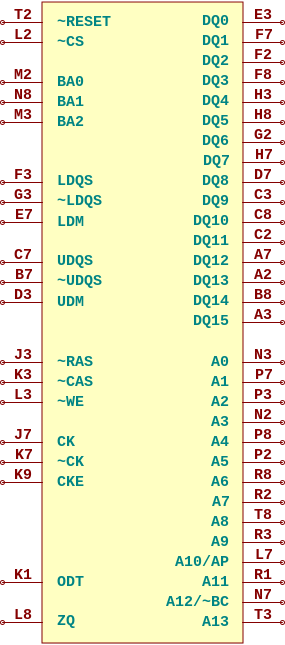 T2 ~RESET DQ0 E3
L2 ~CS DQ1 F7
DQ2 F2
M2 BA0 DQ3 F8
N8 BA1 DQ4 H3
M3 BA2 DQ5 H8
DQ6 G2
DQ7 H7
F3 LDQS DQ8 D7
G3 ~LDQS DQ9 C3
E7 LDM DQ10 C8
DQ11 C2
C7 UDQS DQ12 A7
B7 ~UDQS DQ13 A2
D3 UDM DQ14 B8
DQ15 A3
J3 ~RAS A0 N3
K3 ~CAS A1 P7
L3 ~WE A2 P3
A3 N2
J7 CK A4 P8
K7 ~CK A5 P2
K9 CKE A6 R8
A7 R2
A8 T8
A9 R3
A10/AP L7
K1 ODT A11 R1
A12/~BC N7
L8 ZQ A13 T3